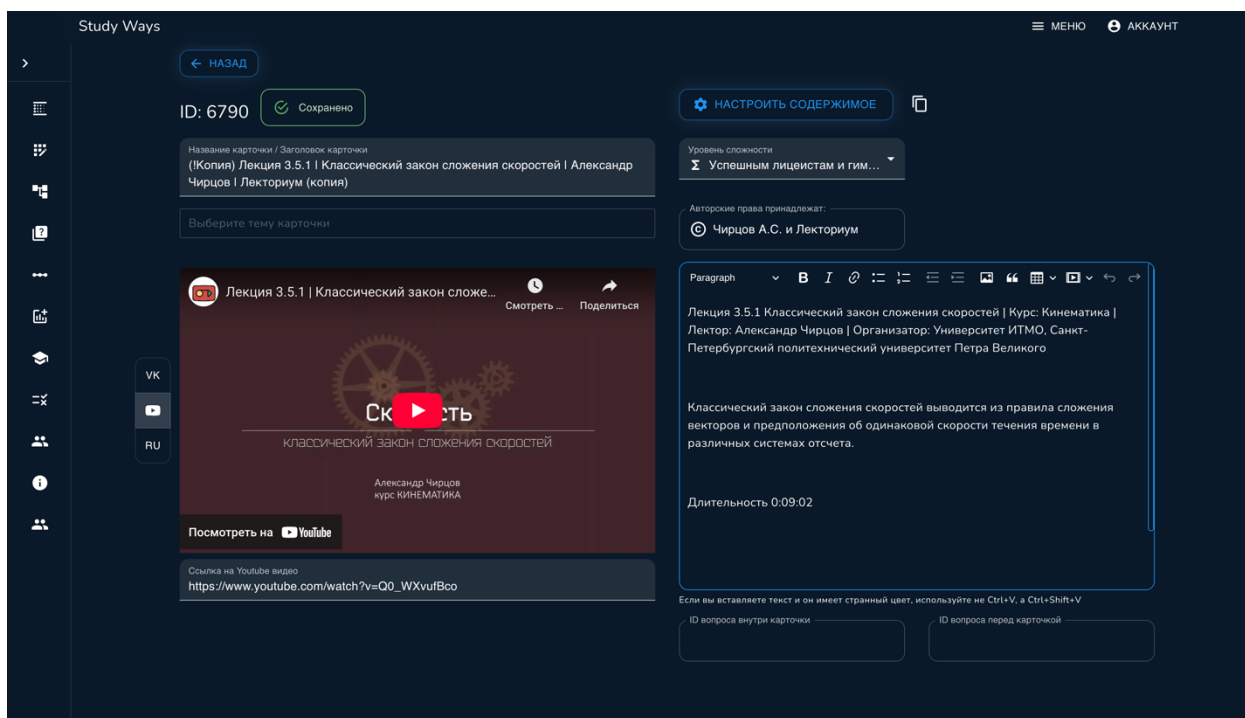 Study Ways
МЕНЮ
АККАУНТ
НАЗАД
ID: 6790
Сохранено
НАСТРОИТЬ СОДЕРЖИМОЕ
Название карточки / Заголовок карточки
(!Копия) Лекция 3.5.1 I Классический закон сложения скоростей I Александр
Чирцов I Лекториум (копия)
Уровень сложности
Σ Успешным лицеистам и гим...
Выберите тему карточки
Авторские права принадлежат:
© Чирцов А.С. и Лекториум
Лекция 3.5.1 | Классический закон сложе...
Смотреть ...
Поделиться
VK
RU
классический закон сложения скоростей
Александр Чирцов
курс КИНЕМАТИКА
Посмотреть на YouTube
Ссылка на Youtube видео
https://www.youtube.com/watch?v=Q0_WXvufBco
Paragraph
B I
Лекция 3.5.1 Классический закон сложения скоростей | Курс: Кинематика |
Лектор: Александр Чирцов | Организатор: Университет ИТМО, Санкт-
Петербургский политехнический университет Петра Великого
Классический закон сложения скоростей выводится из правила сложения
векторов и предположения об одинаковой скорости течения времени в
различных системах отсчета.
Длительность 0:09:02
Если вы вставляете текст и он имеет странный цвет, используйте не Ctrl+V, а Ctrl+Shift+V
ID вопроса внутри карточки
ID вопроса перед карточкой